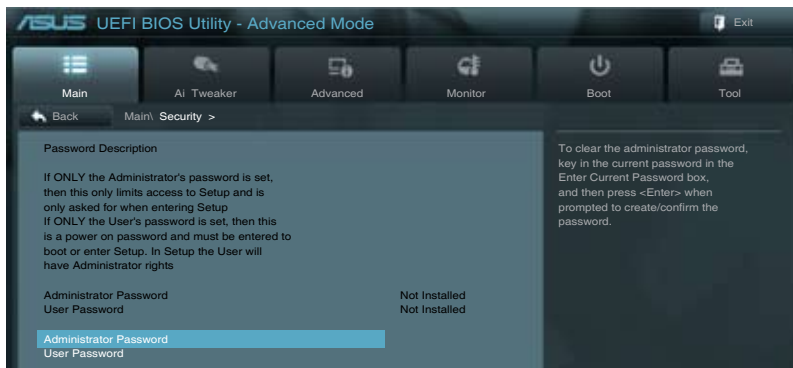 ASUS UEFI BIOS Utility - Advanced Mode
Exit
Main
Ai Tweaker
Advanced
Monitor
Boot
Tool
Back
Main\ Security >
Password Description
If ONLY the Administrator's password is set,
then this only limits access to Setup and is
only asked for when entering Setup
If ONLY the User's password is set, then this
is a power on password and must be entered to
boot or enter Setup. In Setup the User will
have Administrator rights
Administrator Password Not Installed
User Password Not Installed
Administrator Password
User Password
To clear the administrator password,
key in the current password in the
Enter Current Password box,
and then press <Enter> when
prompted to create/confirm the
password.